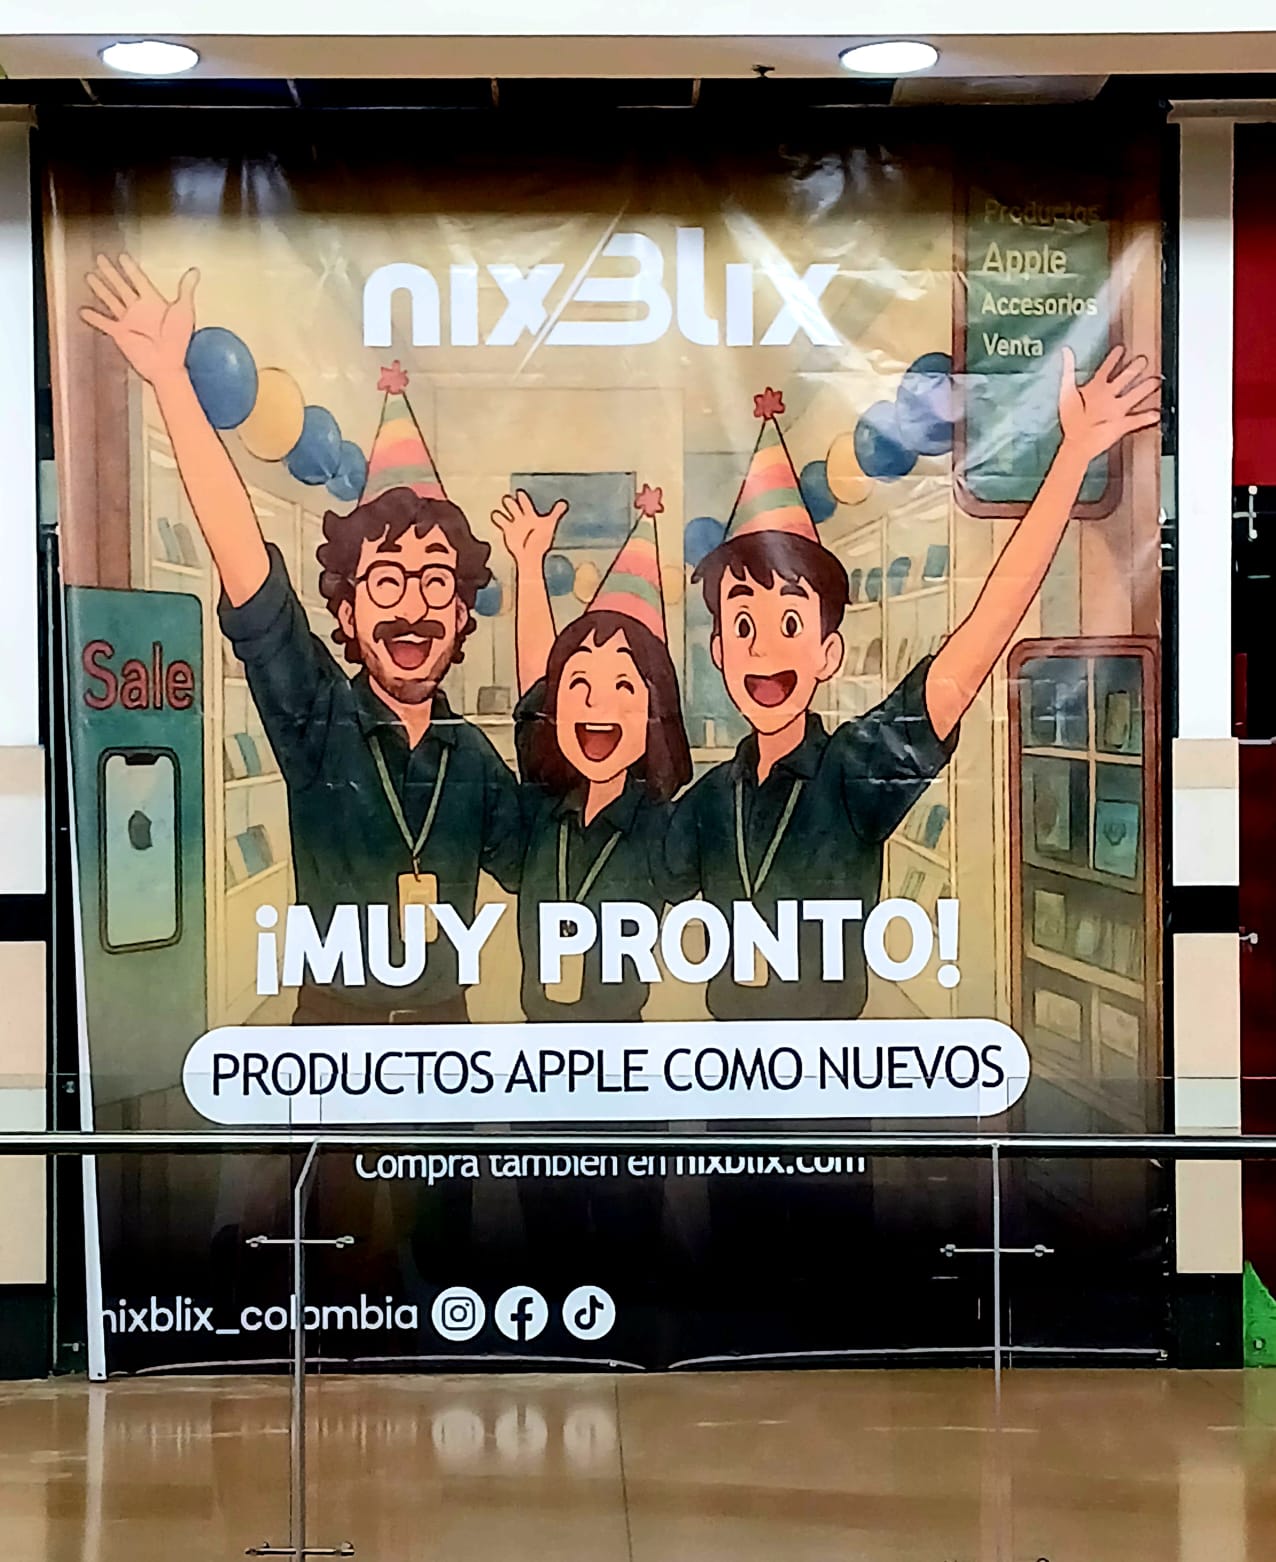 nixBlix
Productos
Apple
Accesorios
Venta
Sale
¡MUY PRONTO!
PRODUCTOS APPLE COMO NUEVOS
Compra también en nixblix.com
nixblix_colombia